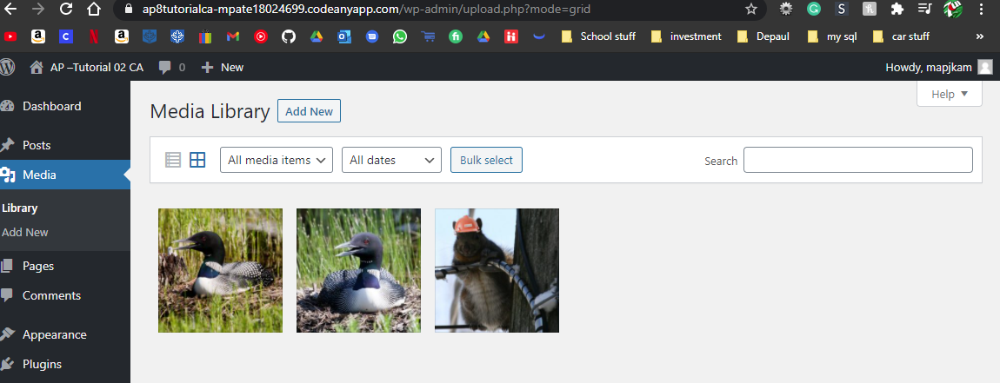 ap8tutorialca-mpate18024699.codeanyapp.com/wp-admin/upload.php?mode=grid
School stuff investment Depaul my sql car stuff »
AP –Tutorial 02 CA 0 + New Howdy, mapjkam
Help
Dashboard
Media Library Add New
Posts
Media
All media items All dates Bulk select Search
Library
Add New
Pages
Comments
Appearance
Plugins